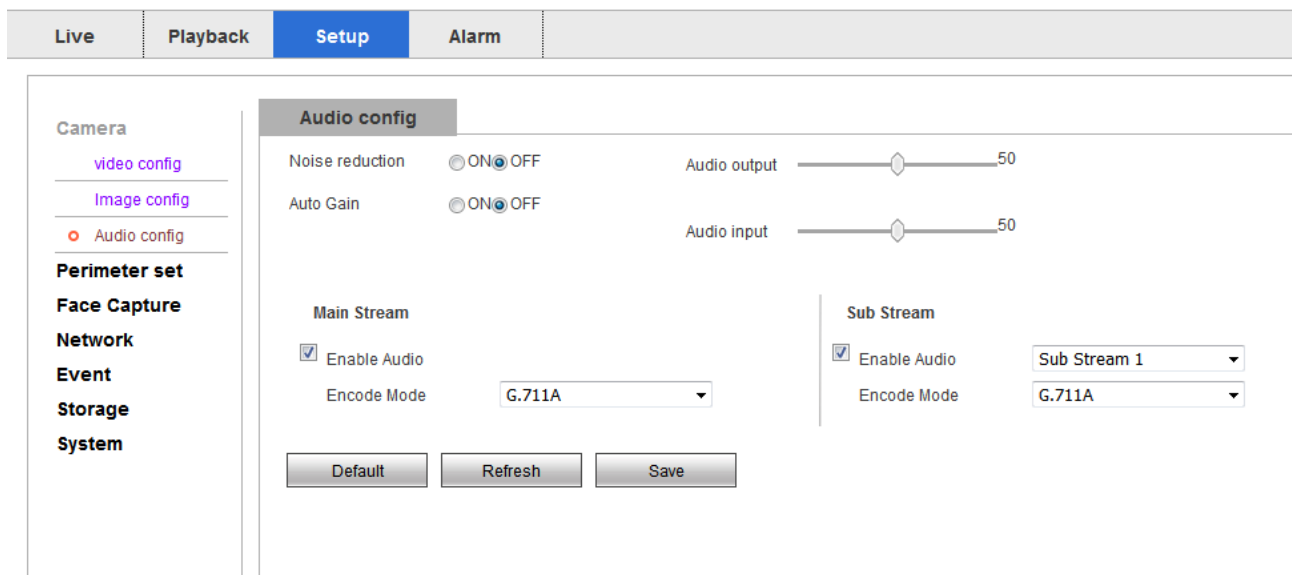 Live Playback Setup Alarm
Camera
video config
Image config
Audio config
Perimeter set
Face Capture
Network
Event
Storage
System
Audio config
Noise reduction ON OFF
Audio output 50
Auto Gain ON OFF
Audio input 50
Main Stream
Enable Audio
Encode Mode G.711A
Sub Stream
Enable Audio Sub Stream 1
Encode Mode G.711A
Default Refresh Save